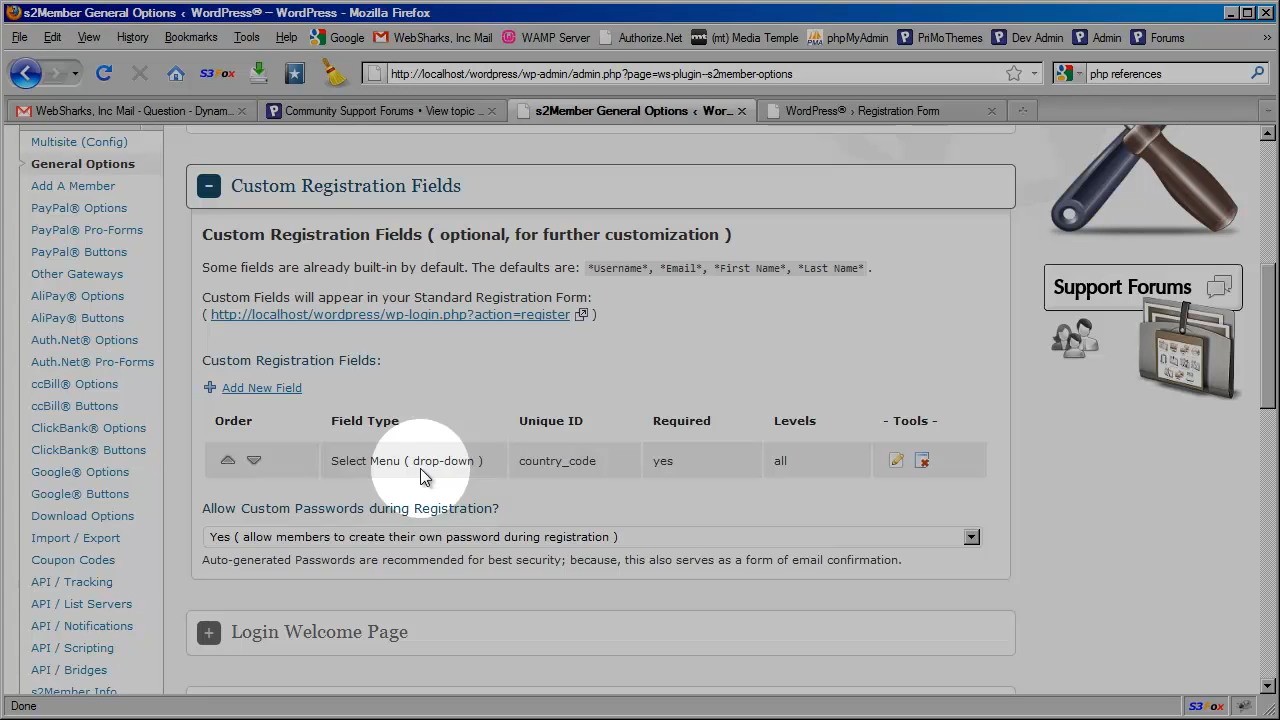 s2Member General Options ‹ WordPress® — WordPress® - Mozilla Firefox
File Edit View History Bookmarks Tools Help Google WebSharks, Inc Mail WAMP Server Authorize.Net (mt) Media Temple phpMyAdmin PriMoThemes Dev Admin Admin Forums »
S3Fox http://localhost/wordpress/wp-admin/admin.php?page=ws-plugin--s2member-options php references
WebSharks, Inc Mail - Question - Dynam... Community Support Forums • View topic ... s2Member General Options ‹ Wor... WordPress® › Registration Form
Multisite (Config)
General Options
Add A Member
PayPal® Options
PayPal® Pro-Forms
PayPal® Buttons
Other Gateways
AliPay® Options
AliPay® Buttons
Auth.Net® Options
Auth.Net® Pro-Forms
ccBill® Options
ccBill® Buttons
ClickBank® Options
ClickBank® Buttons
Google® Options
Google® Buttons
Download Options
Import / Export
Coupon Codes
API / Tracking
API / List Servers
API / Notifications
API / Scripting
API / Bridges
s2Member Info
Custom Registration Fields
Custom Registration Fields ( optional, for further customization )
Some fields are already built-in by default. The defaults are: *Username*, *Email*, *First Name*, *Last Name* .
Custom Fields will appear in your Standard Registration Form:
( http://localhost/wordpress/wp-login.php?action=register )
Custom Registration Fields:
Add New Field
Order Field Type Unique ID Required Levels - Tools -
Select Menu ( drop-down ) country_code yes all
Allow Custom Passwords during Registration?
Yes ( allow members to create their own password during registration )
Auto-generated Passwords are recommended for best security; because, this also serves as a form of email confirmation.
Login Welcome Page
Support Forums
Done S3Fox